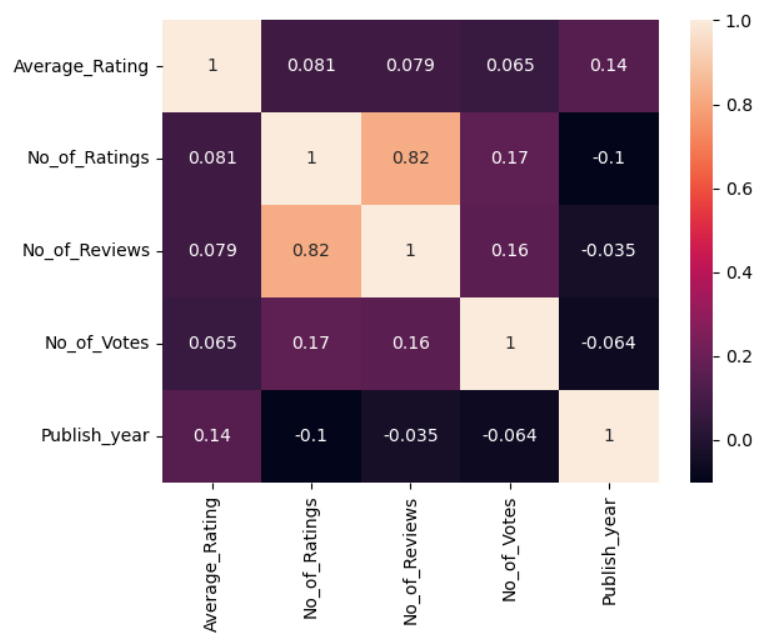 Average_Rating 1 0.081 0.079 0.065 0.14
No_of_Ratings 0.081 1 0.82 0.17 -0.1
No_of_Reviews 0.079 0.82 1 0.16 -0.035
No_of_Votes 0.065 0.17 0.16 1 -0.064
Publish_year 0.14 -0.1 -0.035 -0.064 1
Average_Rating
No_of_Ratings
No_of_Reviews
No_of_Votes
Publish_year
1.0
0.8
0.6
0.4
0.2
0.0